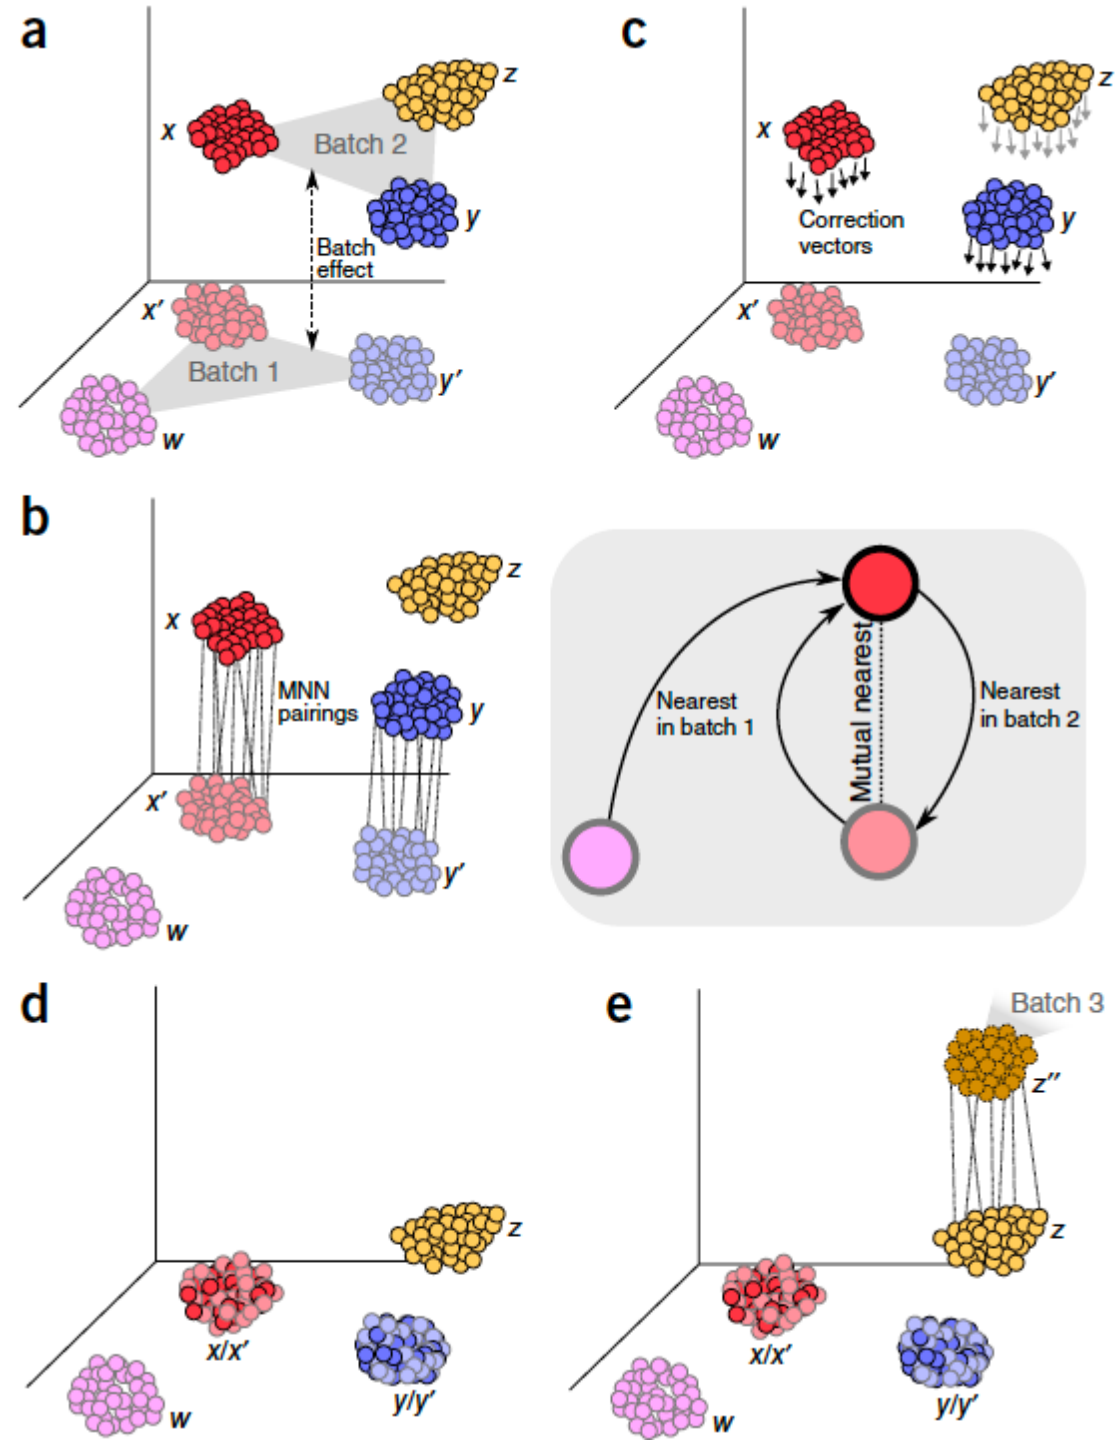 a
x
z
Batch 2
y
Batch
effect
x′
Batch 1
y′
w
c
x
z
y
Correction
vectors
x′
y′
w
b
x
z
MNN
pairings
y
x′
y′
w
Nearest
in batch 1
Mutual nearest
Nearest
in batch 2
d
z
x/x′
y/y′
w
e
Batch 3
z″
z
x/x′
y/y′
w